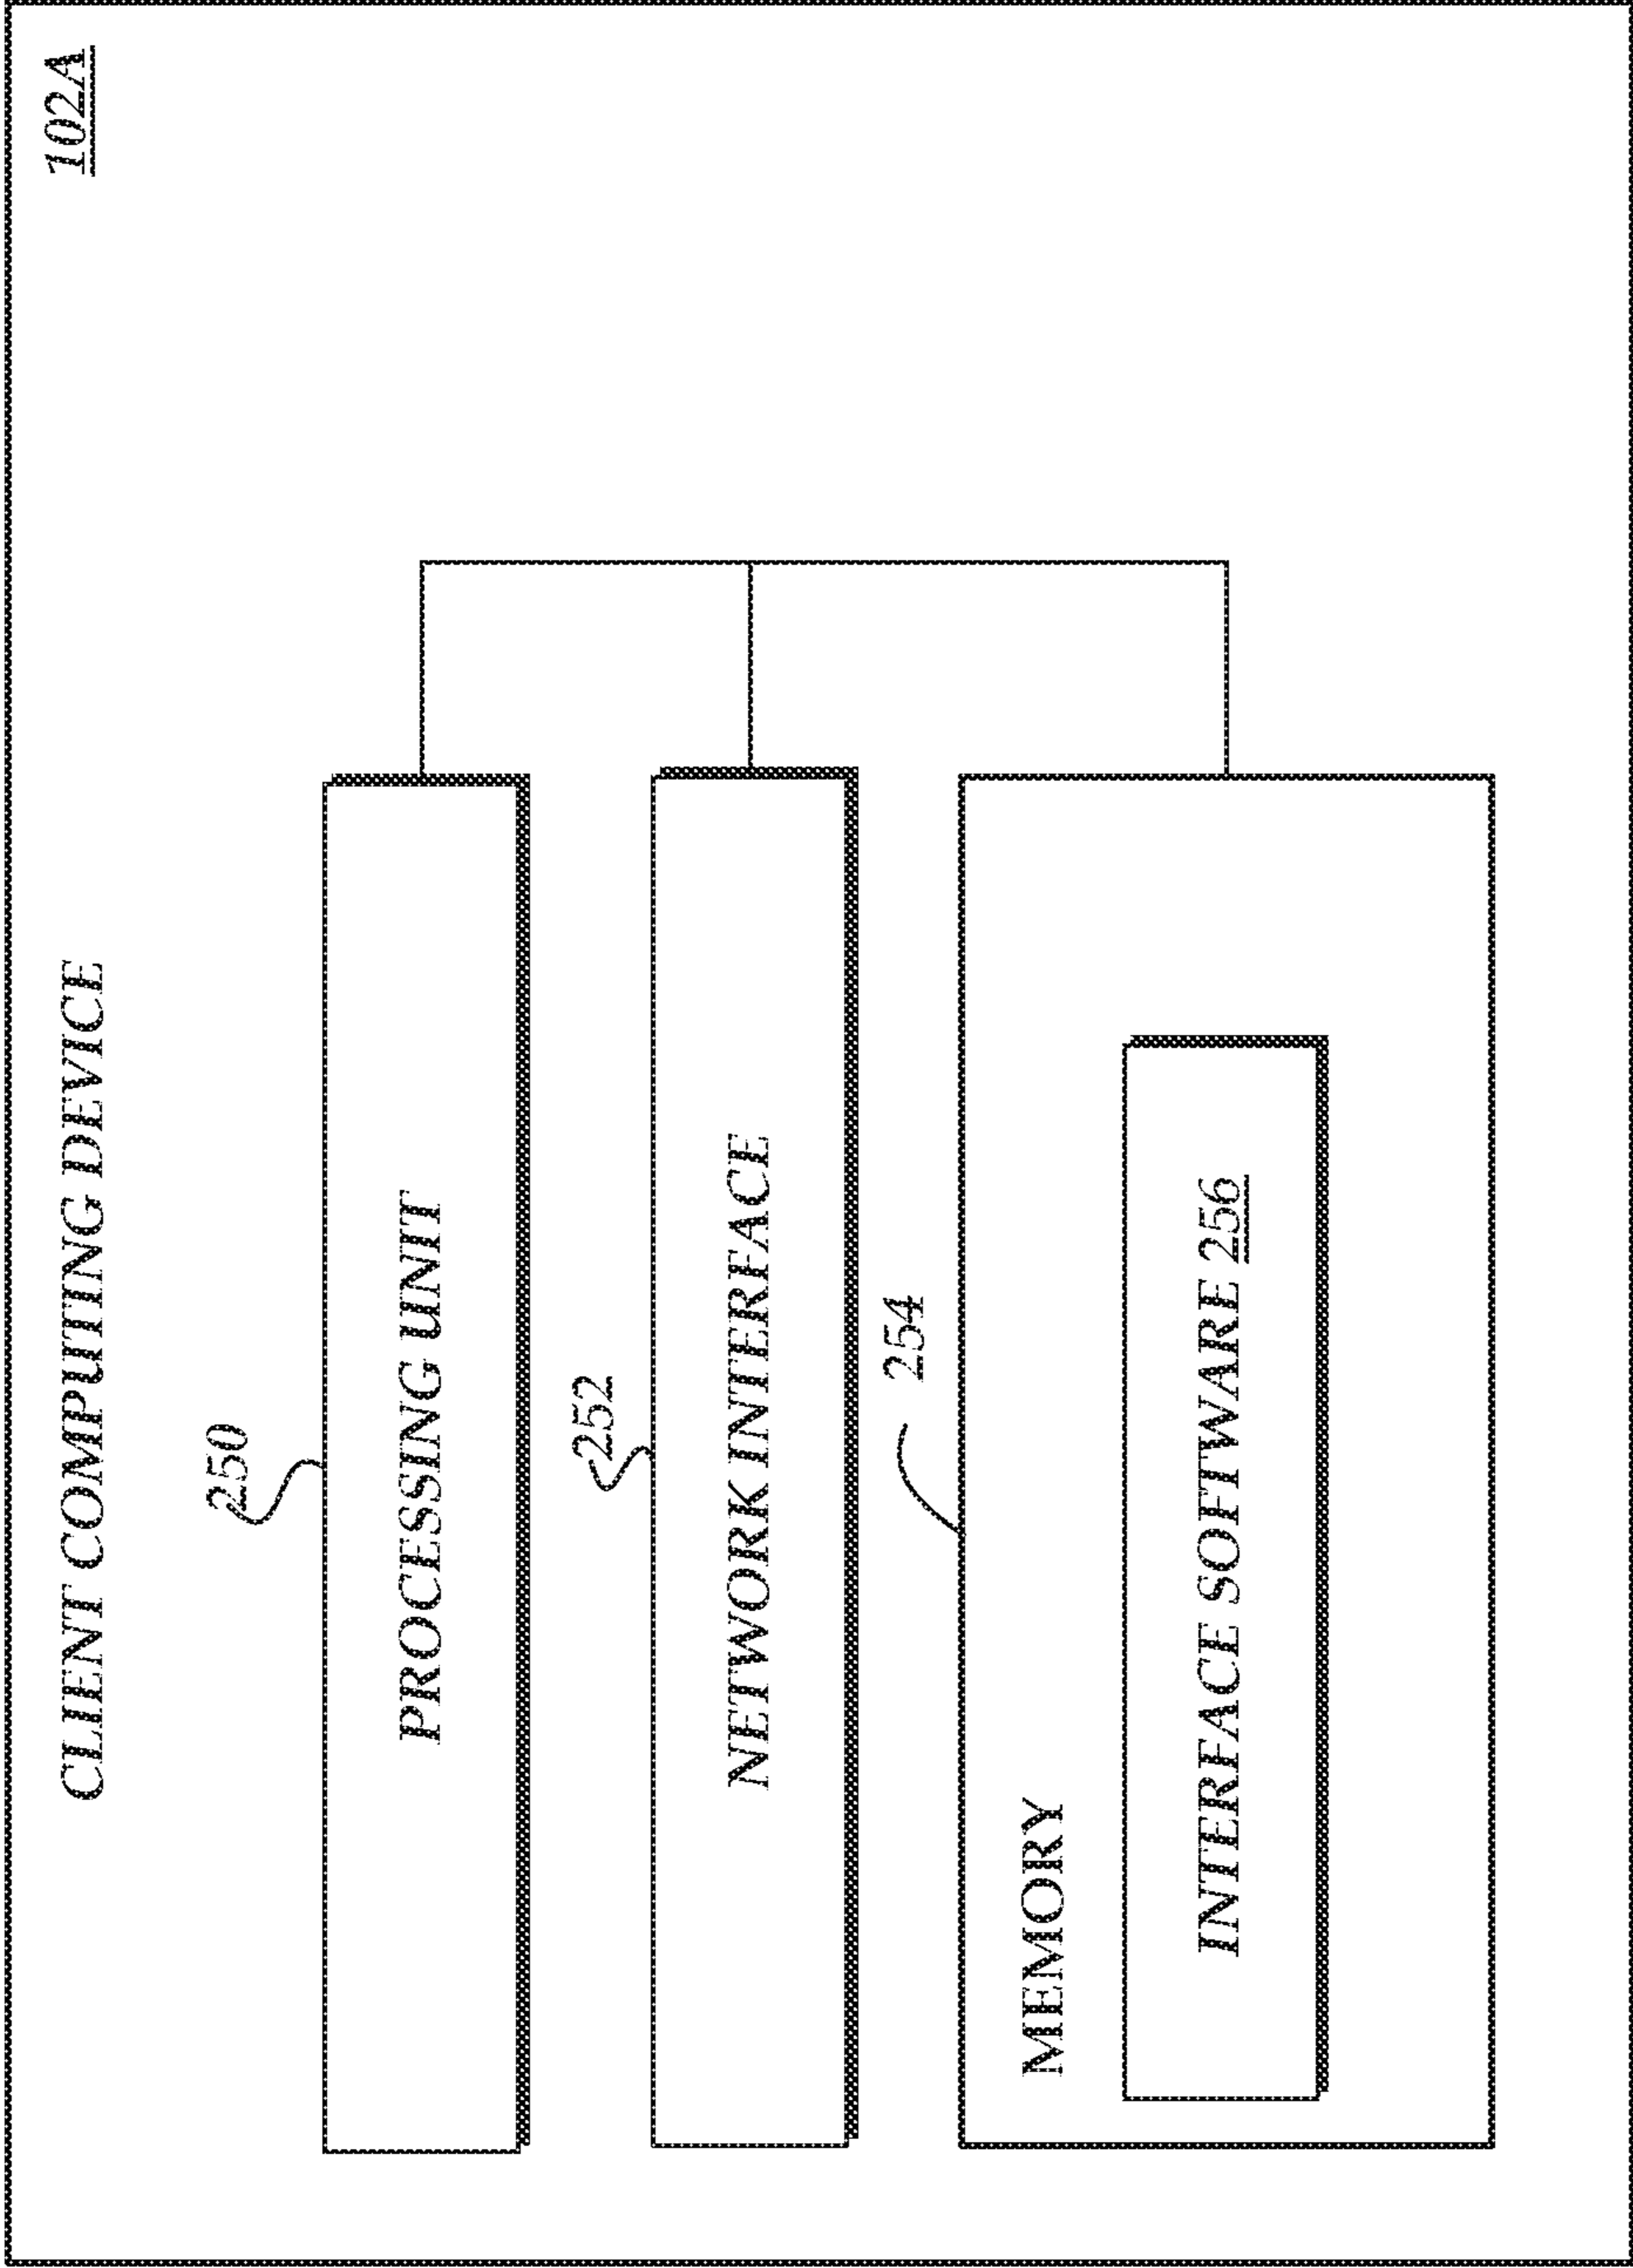 CLIENT COMPUTING DEVICE
102A
250
PROCESSING UNIT
252
NETWORK INTERFACE
254
MEMORY
INTERFACE SOFTWARE 256